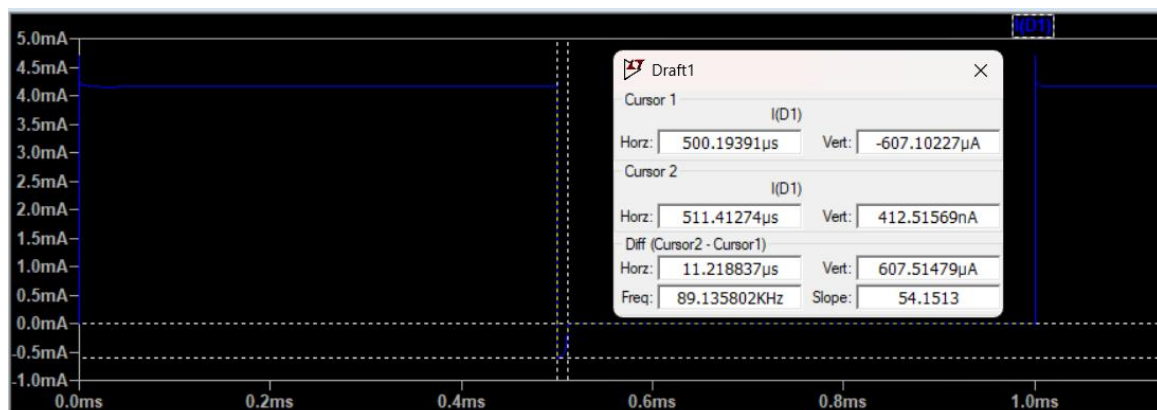 I(D1)
5.0mA
4.5mA
4.0mA
3.5mA
3.0mA
2.5mA
2.0mA
1.5mA
1.0mA
0.5mA
0.0mA
-0.5mA
-1.0mA
0.0ms 0.2ms 0.4ms 0.6ms 0.8ms 1.0ms
Draft1
Cursor 1
I(D1)
Horz: 500.19391µs Vert: -607.10227µA
Cursor 2
I(D1)
Horz: 511.41274µs Vert: 412.51569nA
Diff (Cursor2 - Cursor1)
Horz: 11.218837µs Vert: 607.51479µA
Freq: 89.135802KHz Slope: 54.1513